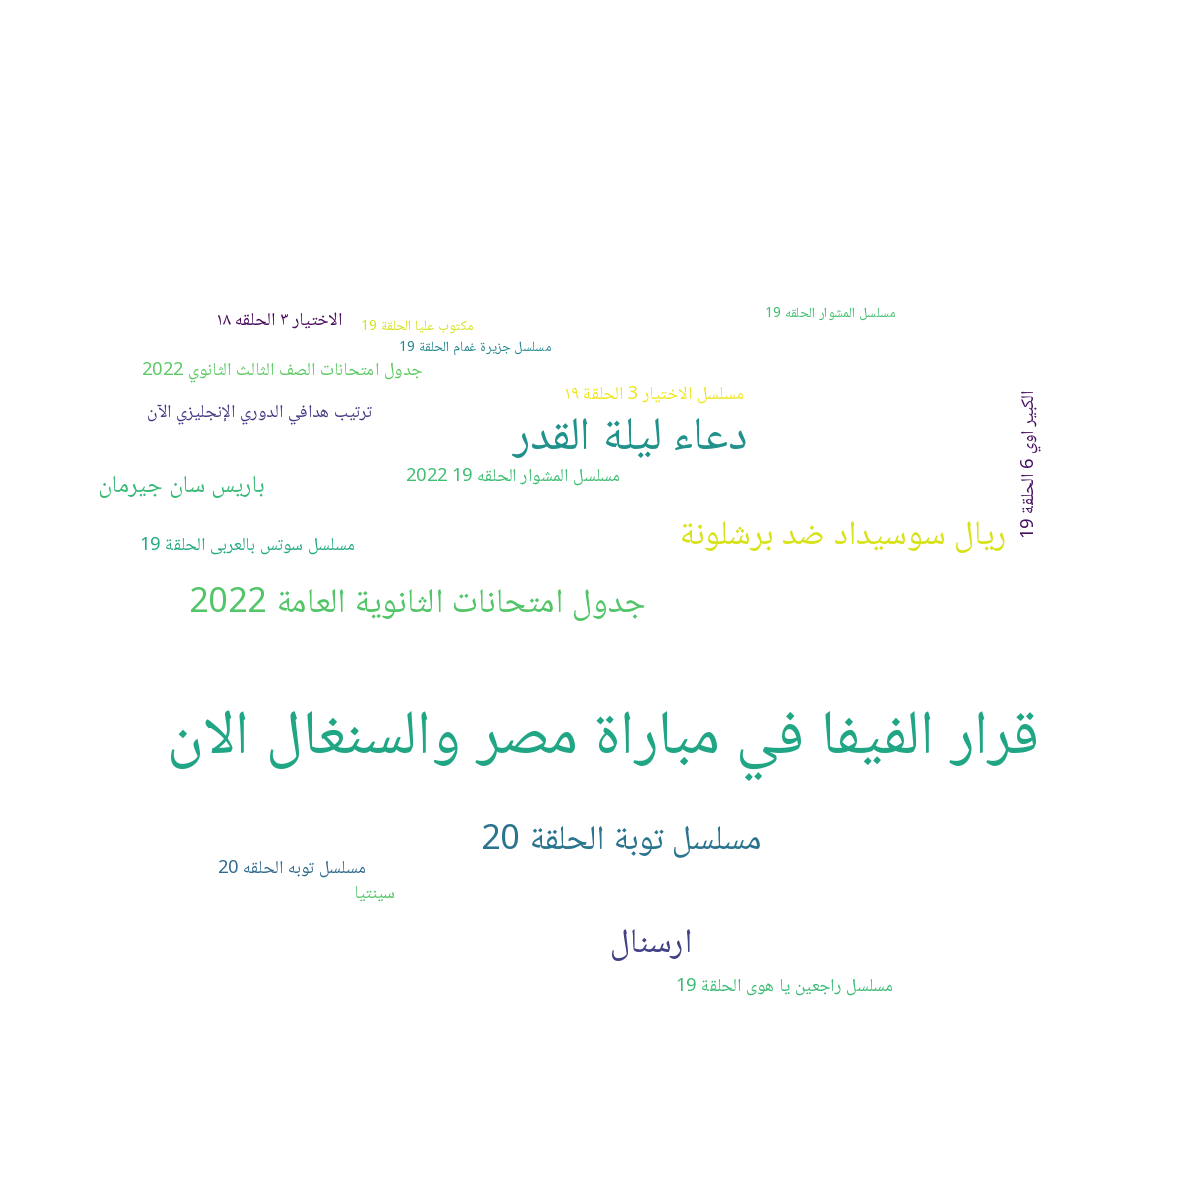 مسلسل المشوار الحلقه 19
الاختيار ٣ الحلقه ١٨
مكتوب عليا الحلقة 19
مسلسل جزيرة غمام الحلقة 19
جدول امتحانات الصف الثالث الثانوي 2022
مسلسل الاختيار 3 الحلقة ١٩
ترتيب هدافي الدوري الإنجليزي الآن
دعاء ليلة القدر
الكبير اوي 6 الحلقة 19
مسلسل المشوار الحلقه 19 2022
باريس سان جيرمان
ريال سوسيداد ضد برشلونة
مسلسل سوتس بالعربى الحلقة 19
جدول امتحانات الثانوية العامة 2022
قرار الفيفا في مباراة مصر والسنغال الان
مسلسل توبة الحلقة 20
مسلسل توبه الحلقه 20
سينتيا
ارسنال
مسلسل راجعين يا هوى الحلقة 19